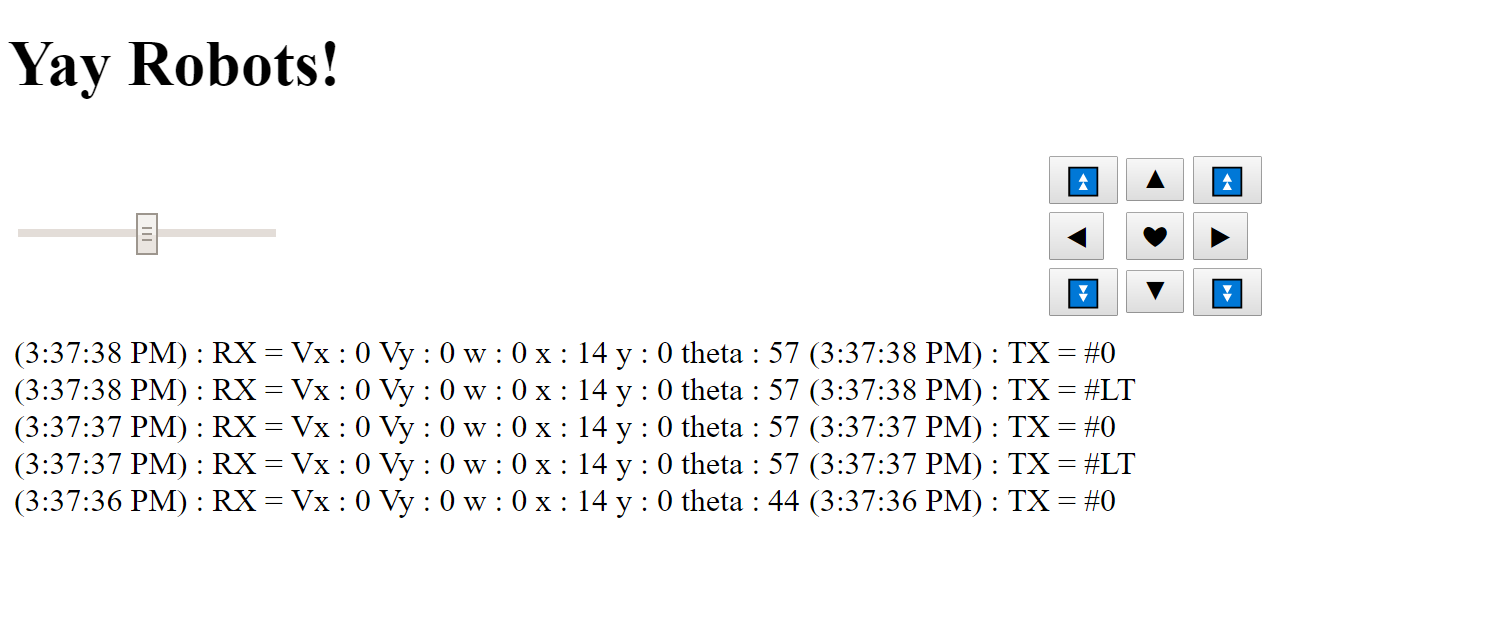 Yay Robots!
(3:37:38 PM) : RX = Vx : 0 Vy : 0 w : 0 x : 14 y : 0 theta : 57 (3:37:38 PM) : TX = #0
(3:37:38 PM) : RX = Vx : 0 Vy : 0 w : 0 x : 14 y : 0 theta : 57 (3:37:38 PM) : TX = #LT
(3:37:37 PM) : RX = Vx : 0 Vy : 0 w : 0 x : 14 y : 0 theta : 57 (3:37:37 PM) : TX = #0
(3:37:37 PM) : RX = Vx : 0 Vy : 0 w : 0 x : 14 y : 0 theta : 57 (3:37:37 PM) : TX = #LT
(3:37:36 PM) : RX = Vx : 0 Vy : 0 w : 0 x : 14 y : 0 theta : 44 (3:37:36 PM) : TX = #0